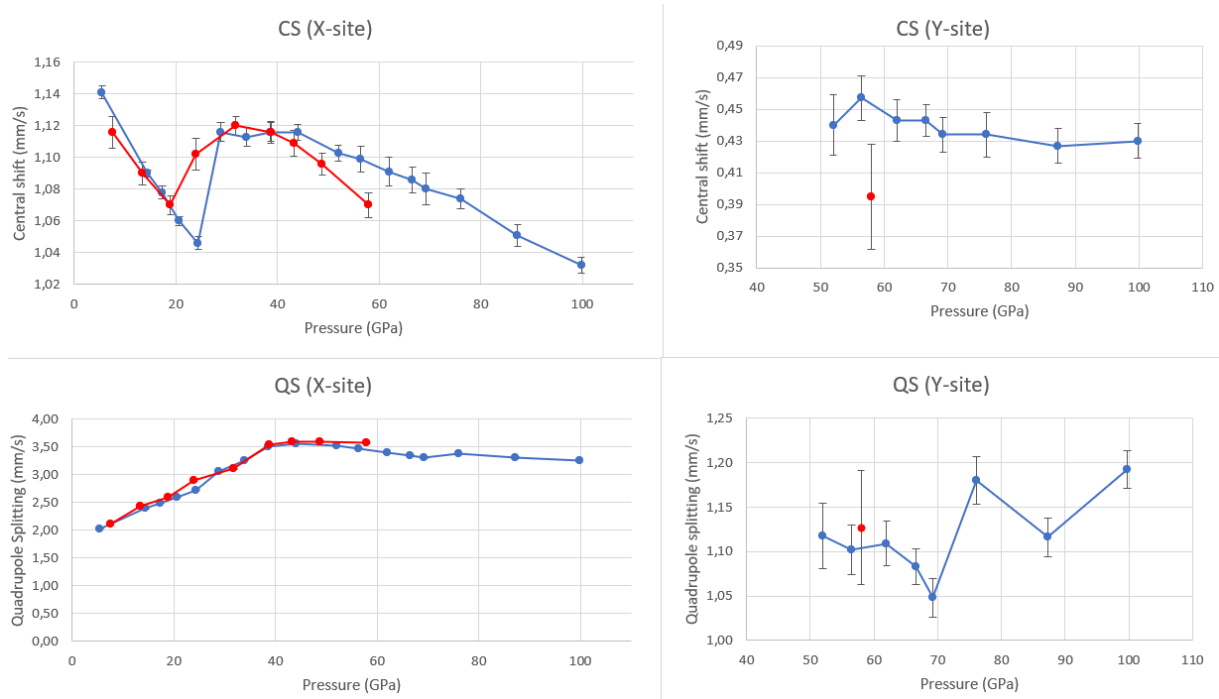 CS (X-site)
Central shift (mm/s)
1,16
1,14
1,12
1,10
1,08
1,06
1,04
1,02
0 20 40 60 80 100
Pressure (GPa)
CS (Y-site)
Central shift (mm/s)
0,49
0,47
0,45
0,43
0,41
0,39
0,37
0,35
40 50 60 70 80 90 100 110
Pressure (GPa)
QS (X-site)
Quadrupole Splitting (mm/s)
4,00
3,50
3,00
2,50
2,00
1,50
1,00
0,50
0,00
0 20 40 60 80 100
Pressure (GPa)
QS (Y-site)
Quadrupole splitting (mm/s)
1,25
1,20
1,15
1,10
1,05
1,00
40 50 60 70 80 90 100 110
Pressure (GPa)